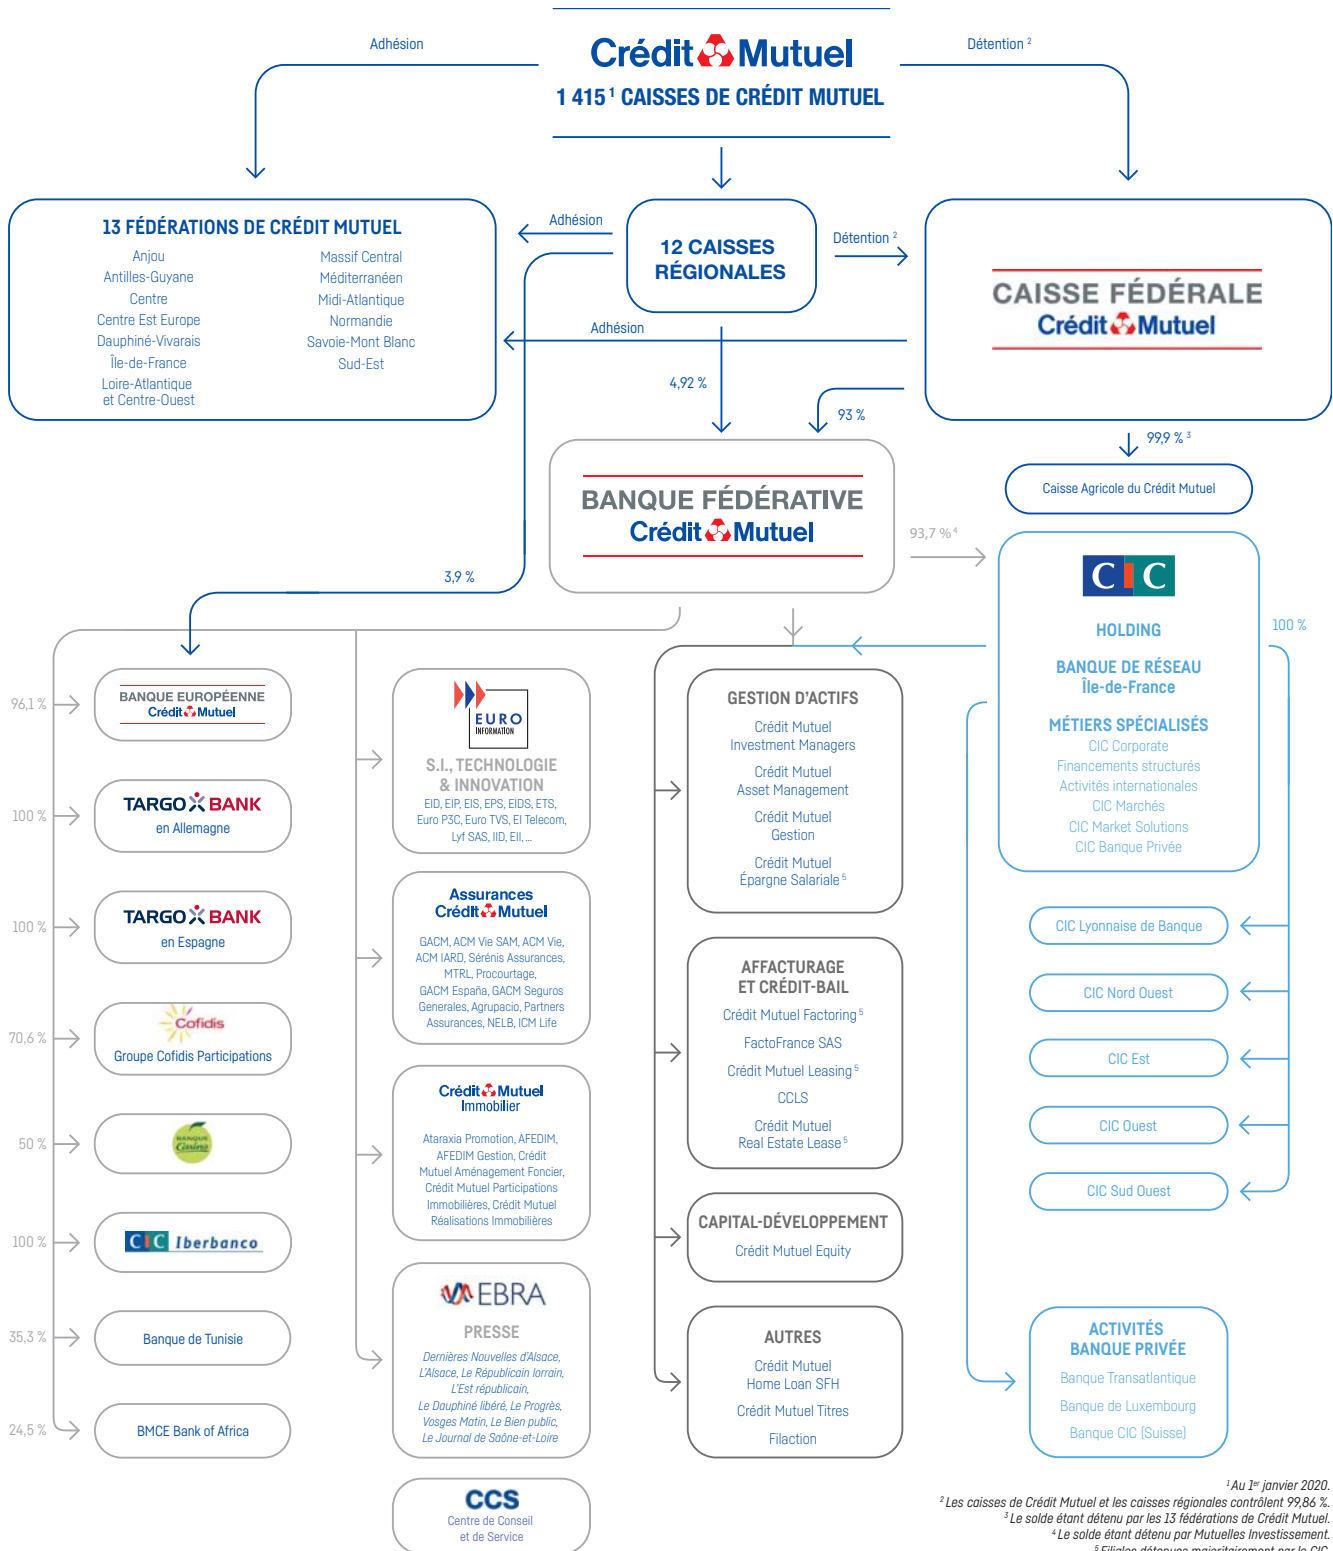 Adhésion
Crédit Mutuel
Détention ²
1 415 ¹ CAISSES DE CRÉDIT MUTUEL
13 FÉDÉRATIONS DE CRÉDIT MUTUEL
Anjou
Antilles-Guyane
Centre
Centre Est Europe
Dauphiné-Vivarais
Île-de-France
Loire-Atlantique
et Centre-Ouest
Massif Central
Méditerranéen
Midi-Atlantique
Normandie
Savoie-Mont Blanc
Sud-Est
Adhésion
12 CAISSES
RÉGIONALES
Détention ²
CAISSE FÉDÉRALE
Crédit Mutuel
Adhésion
4,92 %
93 %
99,9 % ³
Caisse Agricole du Crédit Mutuel
BANQUE FÉDÉRATIVE
Crédit Mutuel
93,7 % ⁴
3,9 %
CIC
HOLDING
BANQUE DE RÉSEAU
Île-de-France
MÉTIERS SPÉCIALISÉS
CIC Corporate
Financements structurés
Activités internationales
CIC Marchés
CIC Market Solutions
CIC Banque Privée
100 %
96,1 %
BANQUE EUROPÉENNE
Crédit Mutuel
100 %
TARGO BANK
en Allemagne
100 %
TARGO BANK
en Espagne
70,6 %
Cofidis
Groupe Cofidis Participations
50 %
BANQUE
Casino
100 %
CIC Iberbanco
35,3 %
Banque de Tunisie
24,5 %
BMCE Bank of Africa
EURO
INFORMATION
S.I., TECHNOLOGIE
& INNOVATION
EID, EIP, EIS, EPS, EIDS, ETS,
Euro P3C, Euro TVS, EI Telecom,
Lyf SAS, IID, EII, ...
Assurances
Crédit Mutuel
GACM, ACM Vie SAM, ACM Vie,
ACM IARD, Sérénis Assurances,
MTRL, Procourtage,
GACM España, GACM Seguros
Generales, Agrupacio, Partners
Assurances, NELB, ICM Life
Crédit Mutuel
Immobilier
Ataraxia Promotion, AFEDIM,
AFEDIM Gestion, Crédit
Mutuel Aménagement Foncier,
Crédit Mutuel Participations
Immobilières, Crédit Mutuel
Réalisations Immobilières
EBRA
PRESSE
Dernières Nouvelles d'Alsace,
L'Alsace, Le Républicain lorrain,
L'Est républicain,
Le Dauphiné libéré, Le Progrès,
Vosges Matin, Le Bien public,
Le Journal de Saône-et-Loire
CCS
Centre de Conseil
et de Service
GESTION D'ACTIFS
Crédit Mutuel
Investment Managers
Crédit Mutuel
Asset Management
Crédit Mutuel
Gestion
Crédit Mutuel
Épargne Salariale ⁵
AFFACTURAGE
ET CRÉDIT-BAIL
Crédit Mutuel Factoring ⁵
FactoFrance SAS
Crédit Mutuel Leasing ⁵
CCLS
Crédit Mutuel
Real Estate Lease ⁵
CAPITAL-DÉVELOPPEMENT
Crédit Mutuel Equity
AUTRES
Crédit Mutuel
Home Loan SFH
Crédit Mutuel Titres
Filaction
CIC Lyonnaise de Banque
CIC Nord Ouest
CIC Est
CIC Ouest
CIC Sud Ouest
ACTIVITÉS
BANQUE PRIVÉE
Banque Transatlantique
Banque de Luxembourg
Banque CIC (Suisse)
¹ Au 1er janvier 2020.
² Les caisses de Crédit Mutuel et les caisses régionales contrôlent 99,86 %.
³ Le solde étant détenu par les 13 fédérations de Crédit Mutuel.
⁴ Le solde étant détenu par Mutuelles Investissement.
⁵ Filiales détenues majoritairement par le CIC.